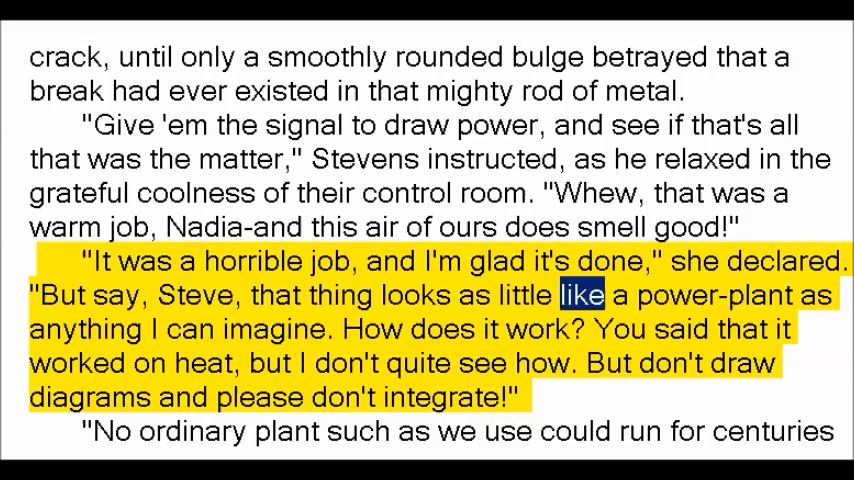 crack, until only a smoothly rounded bulge betrayed that a
break had ever existed in that mighty rod of metal.
"Give 'em the signal to draw power, and see if that's all
that was the matter," Stevens instructed, as he relaxed in the
grateful coolness of their control room. "Whew, that was a
warm job, Nadia-and this air of ours does smell good!"
"It was a horrible job, and I'm glad it's done," she declared.
"But say, Steve, that thing looks as little like a power-plant as
anything I can imagine. How does it work? You said that it
worked on heat, but I don't quite see how. But don't draw
diagrams and please don't integrate!"
"No ordinary plant such as we use could run for centuries